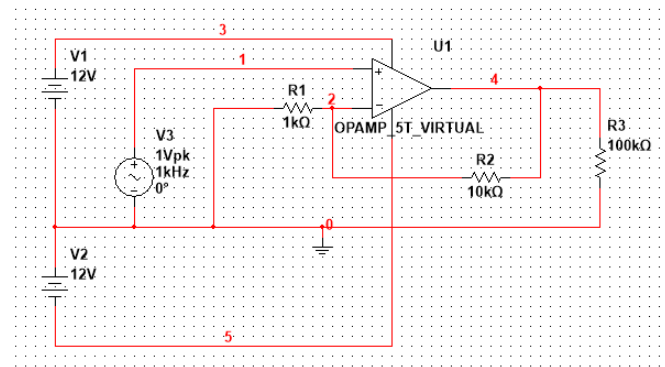 3
V1
12V
1
U1
+
−
4
R1
1kΩ
2
OPAMP_5T_VIRTUAL
R3
100kΩ
V3
1Vpk
1kHz
0°
+
−
R2
10kΩ
0
V2
12V
5